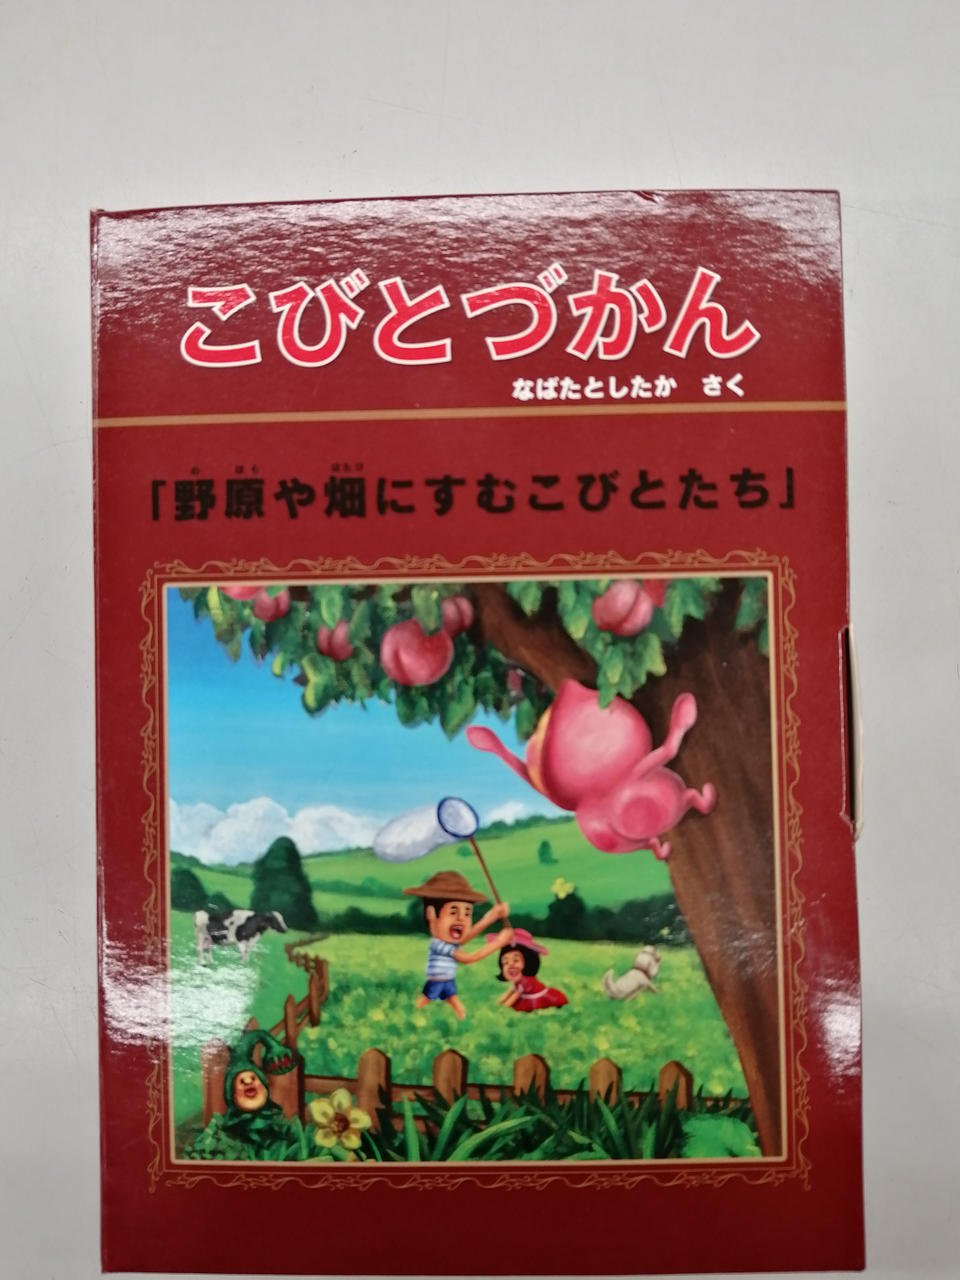 こびとづかん
なばたとしたか さく
「野原や畑にすむこびとたち」